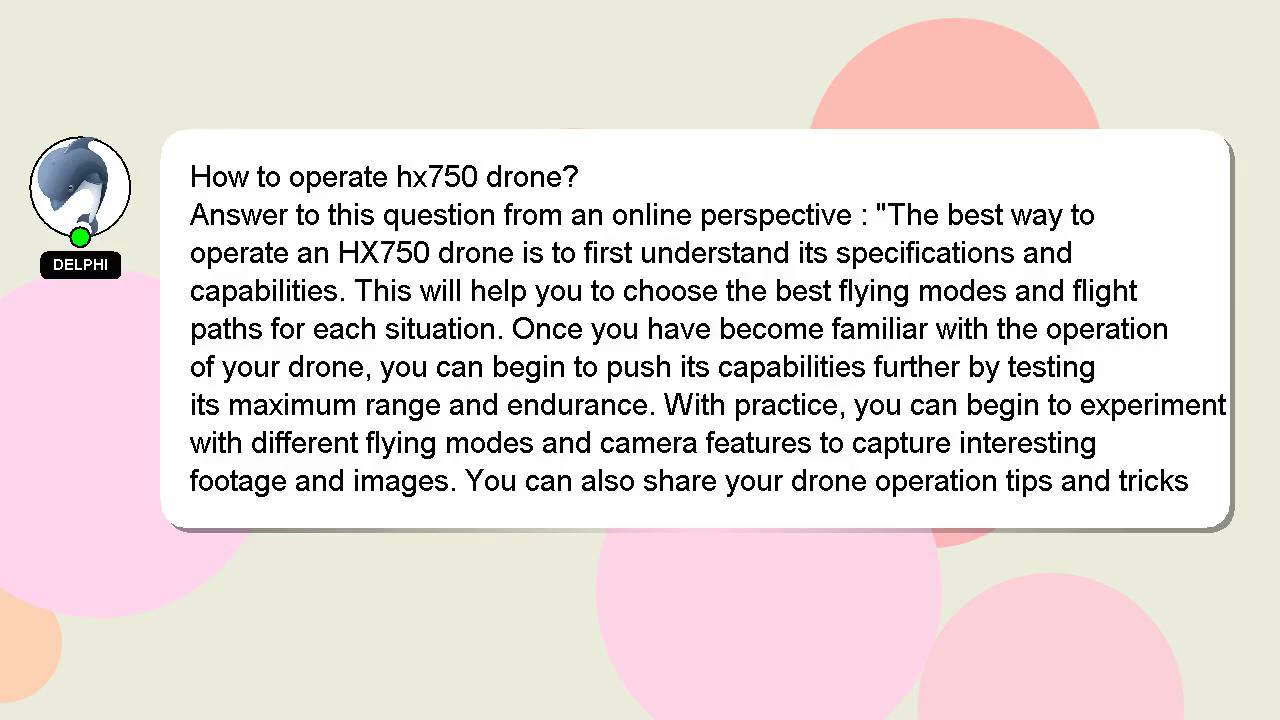 DELPHI
How to operate hx750 drone?
Answer to this question from an online perspective : "The best way to
operate an HX750 drone is to first understand its specifications and
capabilities. This will help you to choose the best flying modes and flight
paths for each situation. Once you have become familiar with the operation
of your drone, you can begin to push its capabilities further by testing
its maximum range and endurance. With practice, you can begin to experiment
with different flying modes and camera features to capture interesting
footage and images. You can also share your drone operation tips and tricks